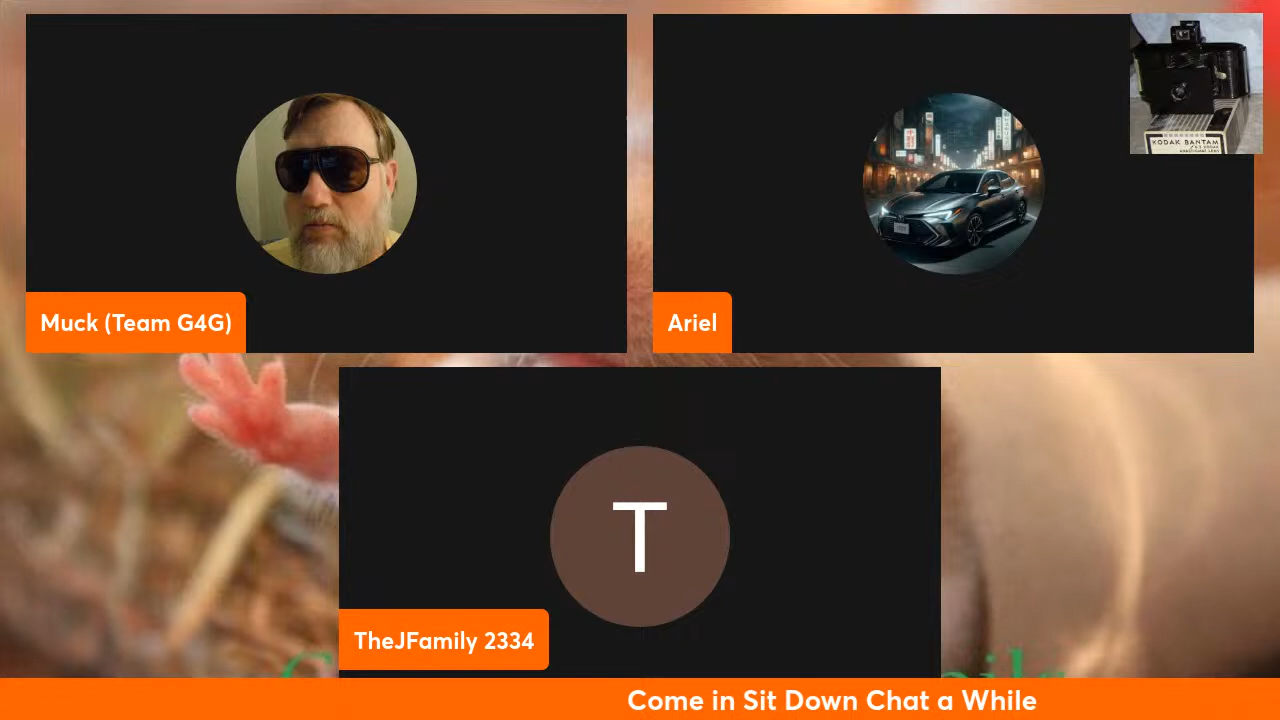 KODAK BANTAM
Muck (Team G4G)
Ariel
T
TheJFamily 2334
Come in Sit Down Chat a While